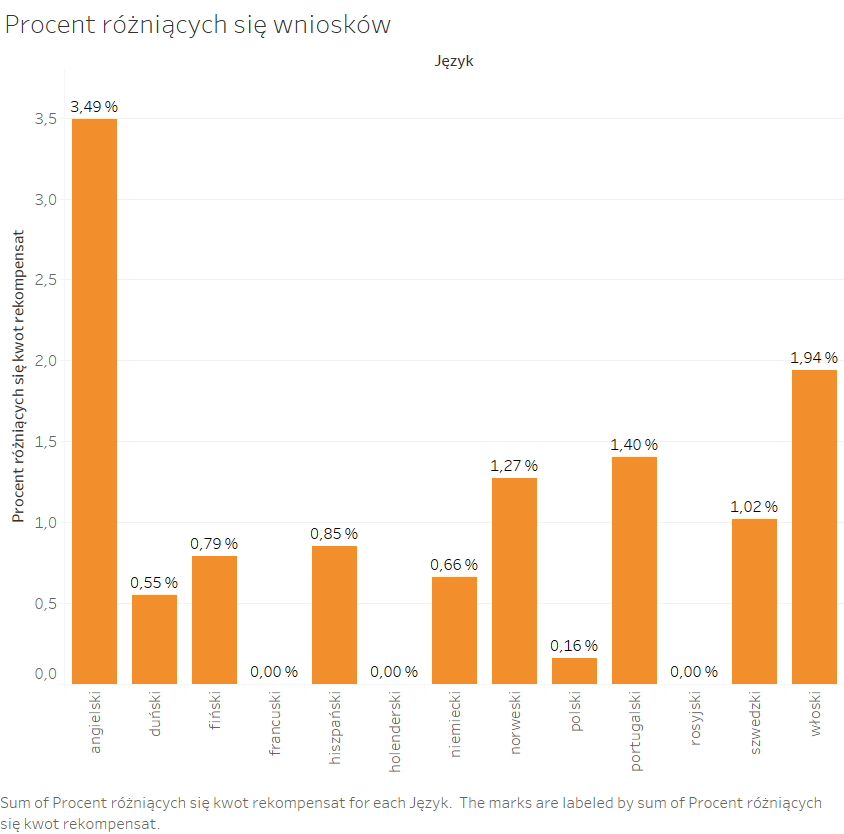 Procent różniących się wniosków
Język
Procent różniących się kwot rekompensat
3,5
3,0
2,5
2,0
1,5
1,0
0,5
0,0
3,49 %
0,55 %
0,79 %
0,00 %
0,85 %
0,00 %
0,66 %
1,27 %
0,16 %
1,40 %
0,00 %
1,02 %
1,94 %
angielski
duński
fiński
francuski
hiszpański
holenderski
niemiecki
norweski
polski
portugalski
rosyjski
szwedzki
włoski
Sum of Procent różniących się kwot rekompensat for each Język.  The marks are labeled by sum of Procent różniących
się kwot rekompensat.